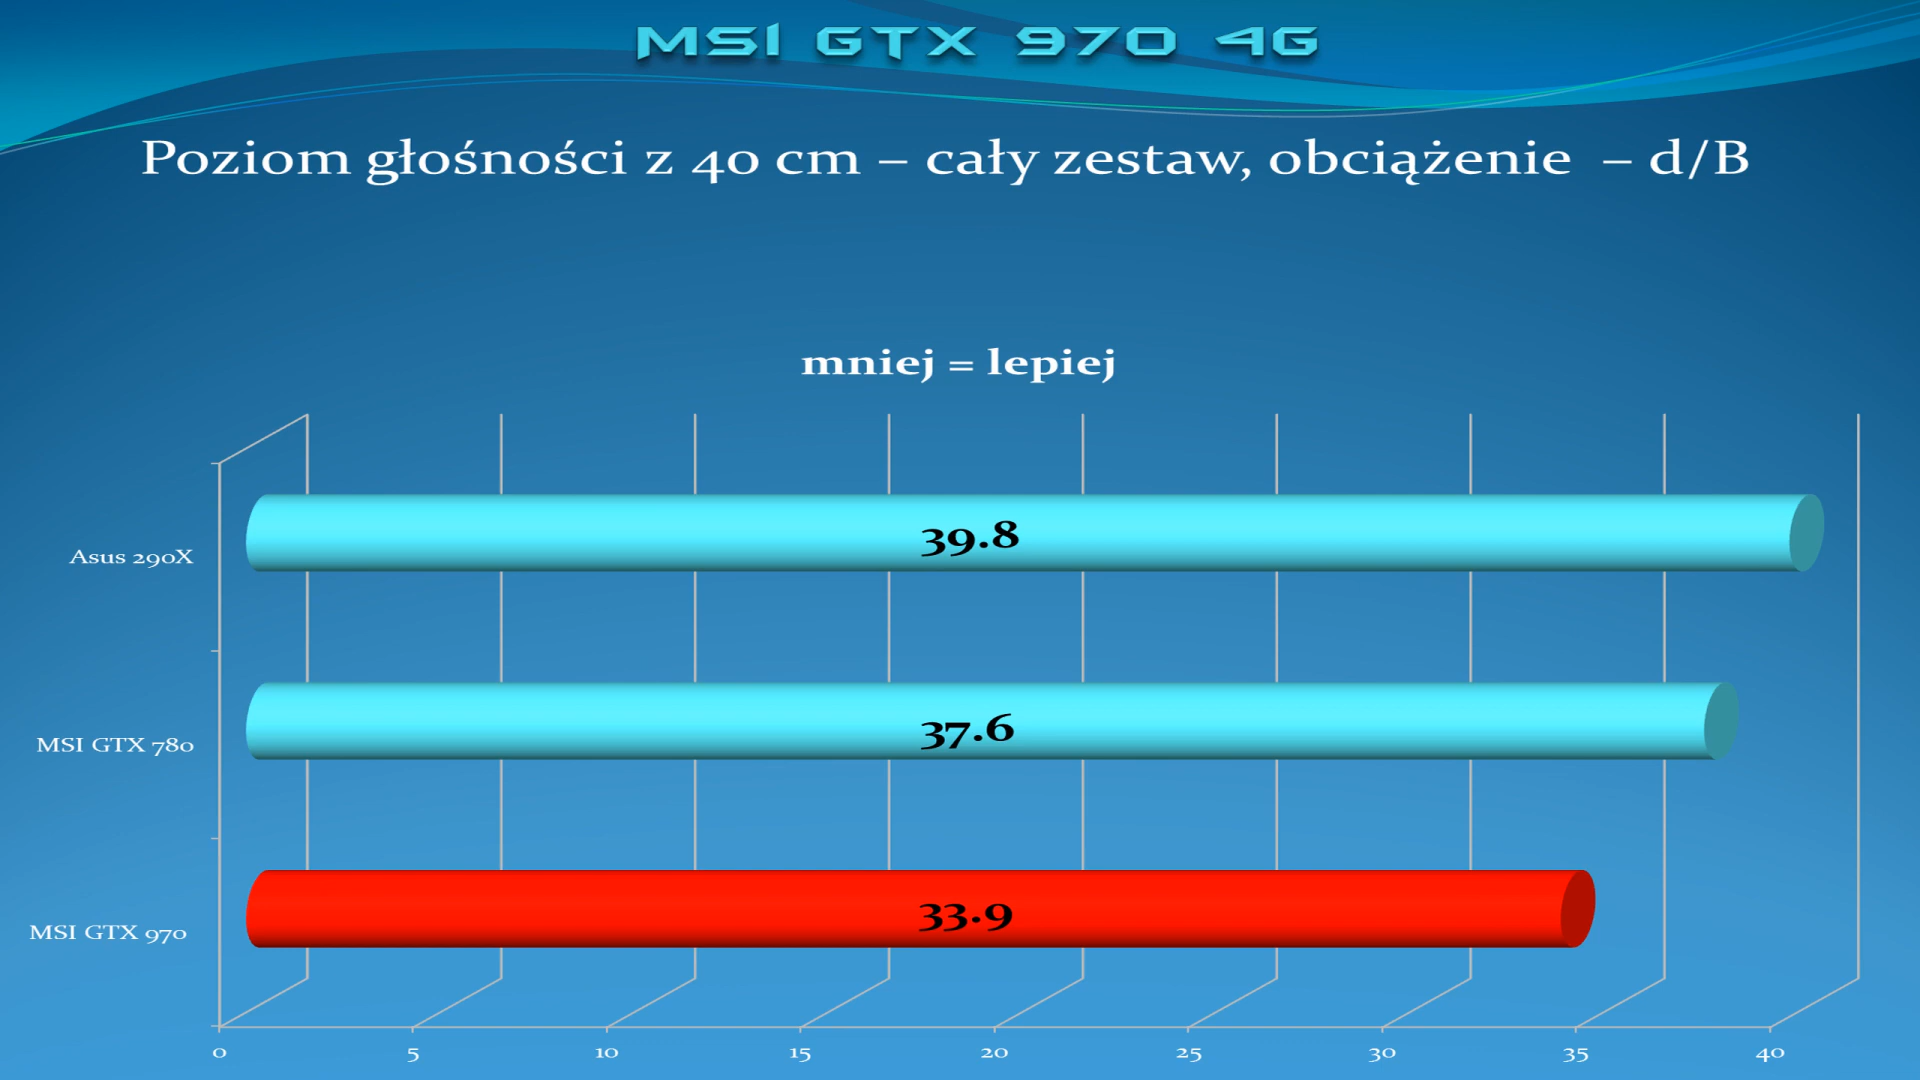 MSI GTX 970 4G
Poziom głośności z 40 cm – cały zestaw, obciążenie – d/B
mniej = lepiej
Asus 290X
39.8
MSI GTX 780
37.6
MSI GTX 970
33.9
0 5 10 15 20 25 30 35 40